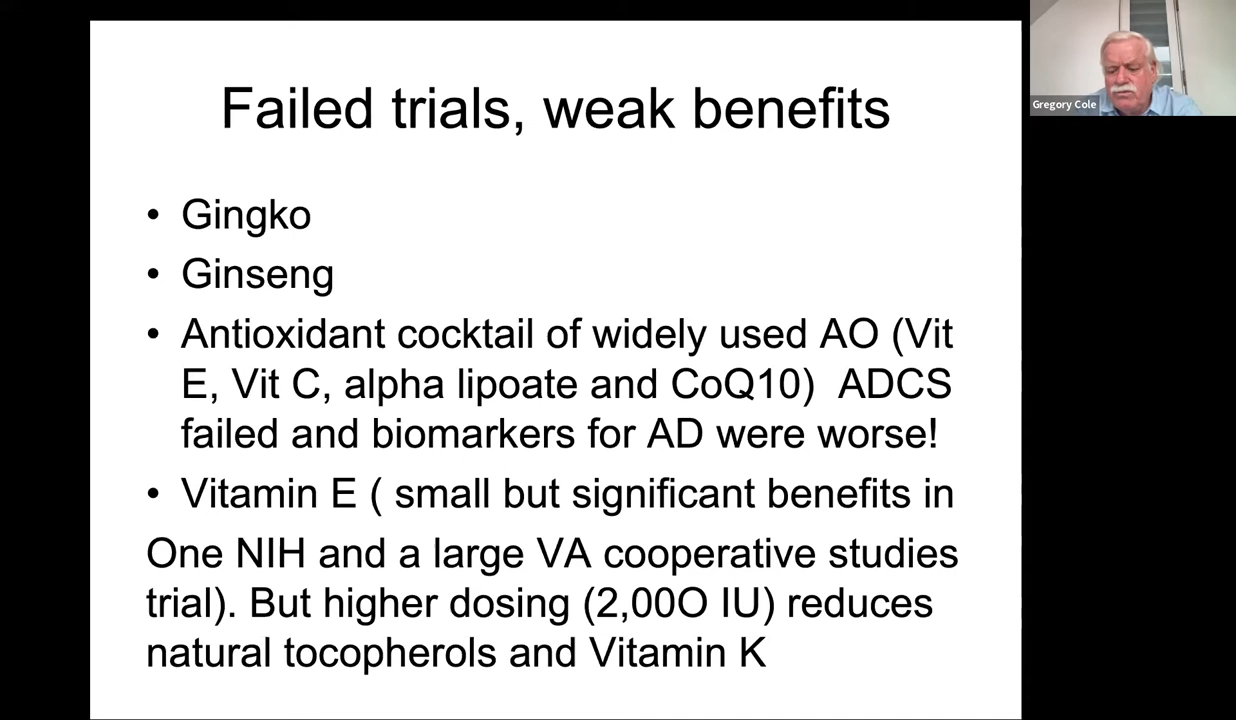 Failed trials, weak benefits
• Gingko
• Ginseng
• Antioxidant cocktail of widely used AO (Vit
E, Vit C, alpha lipoate and CoQ10)  ADCS
failed and biomarkers for AD were worse!
• Vitamin E ( small but significant benefits in
One NIH and a large VA cooperative studies
trial). But higher dosing (2,00O IU) reduces
natural tocopherols and Vitamin K
Gregory Cole